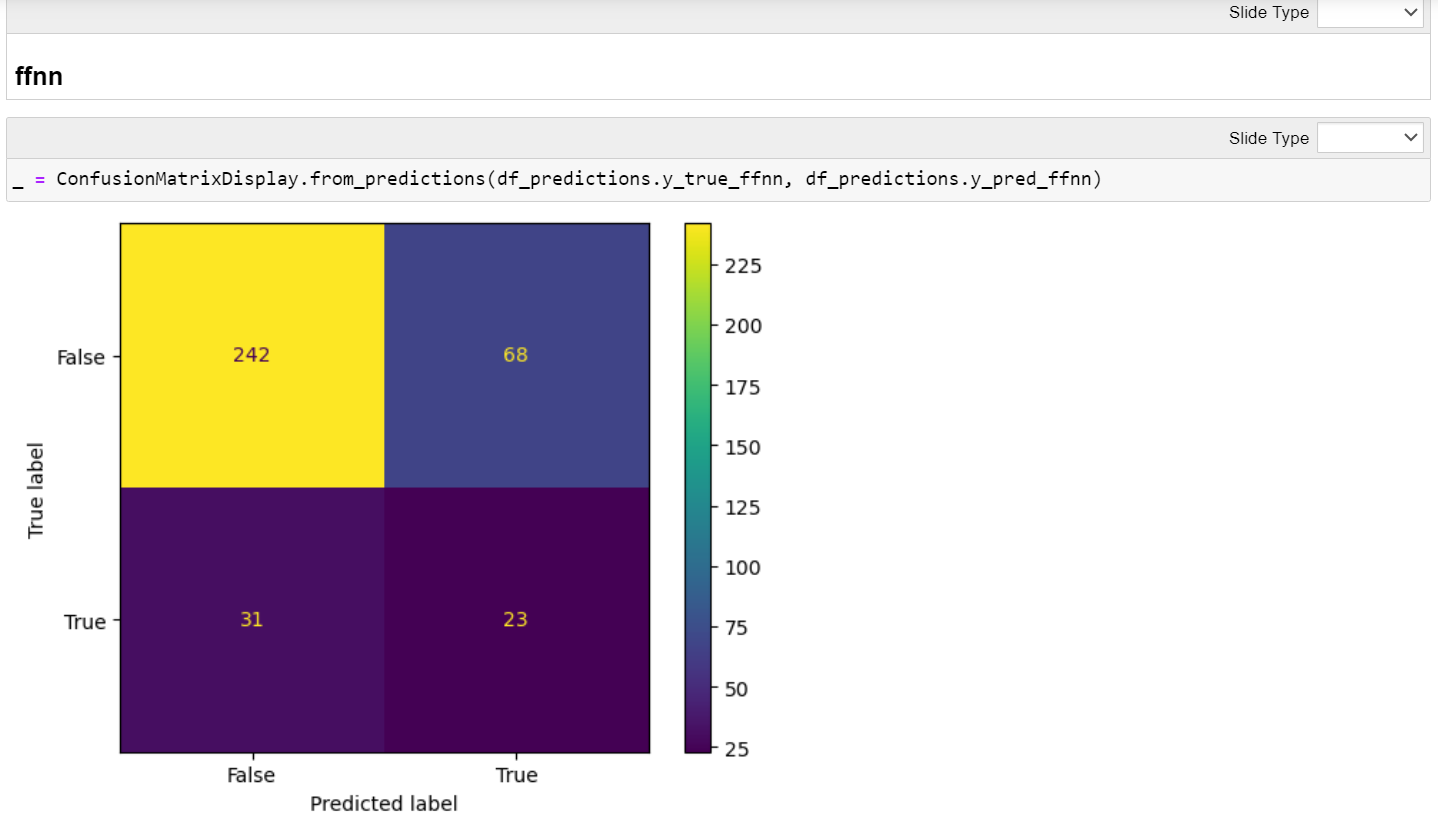 Slide Type
ffnn
Slide Type
_ = ConfusionMatrixDisplay.from_predictions(df_predictions.y_true_ffnn, df_predictions.y_pred_ffnn)
225
200
175
150
125
100
75
50
25
True label
False
242
68
True
31
23
False
True
Predicted label